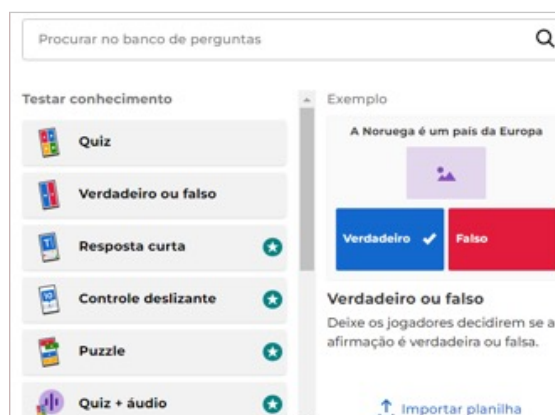 Procurar no banco de perguntas
Testar conhecimento
Quiz
Verdadeiro ou falso
Resposta curta
Controle deslizante
Puzzle
Quiz + áudio
Exemplo
A Noruega é um país da Europa
Verdadeiro
Falso
Verdadeiro ou falso
Deixe os jogadores decidirem se a
afirmação é verdadeira ou falsa.
Importar planilha